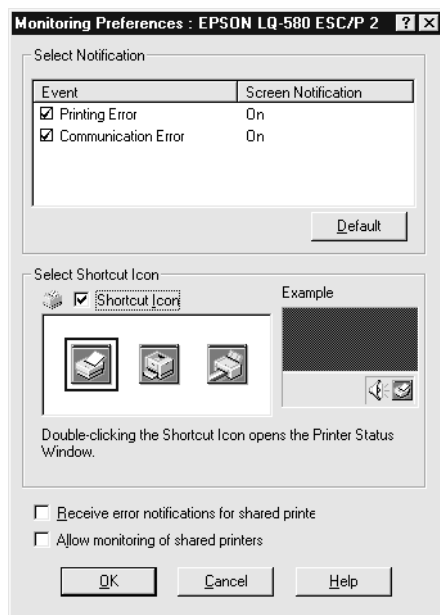 Monitoring Preferences : EPSON LQ-580 ESC/P 2 ? X
Select Notification
Event Screen Notification
Printing Error On
Communication Error On
Default
Select Shortcut Icon
Shortcut Icon
Example
Double-clicking the Shortcut Icon opens the Printer Status
Window.
Receive error notifications for shared printe
Allow monitoring of shared printers
OK Cancel Help